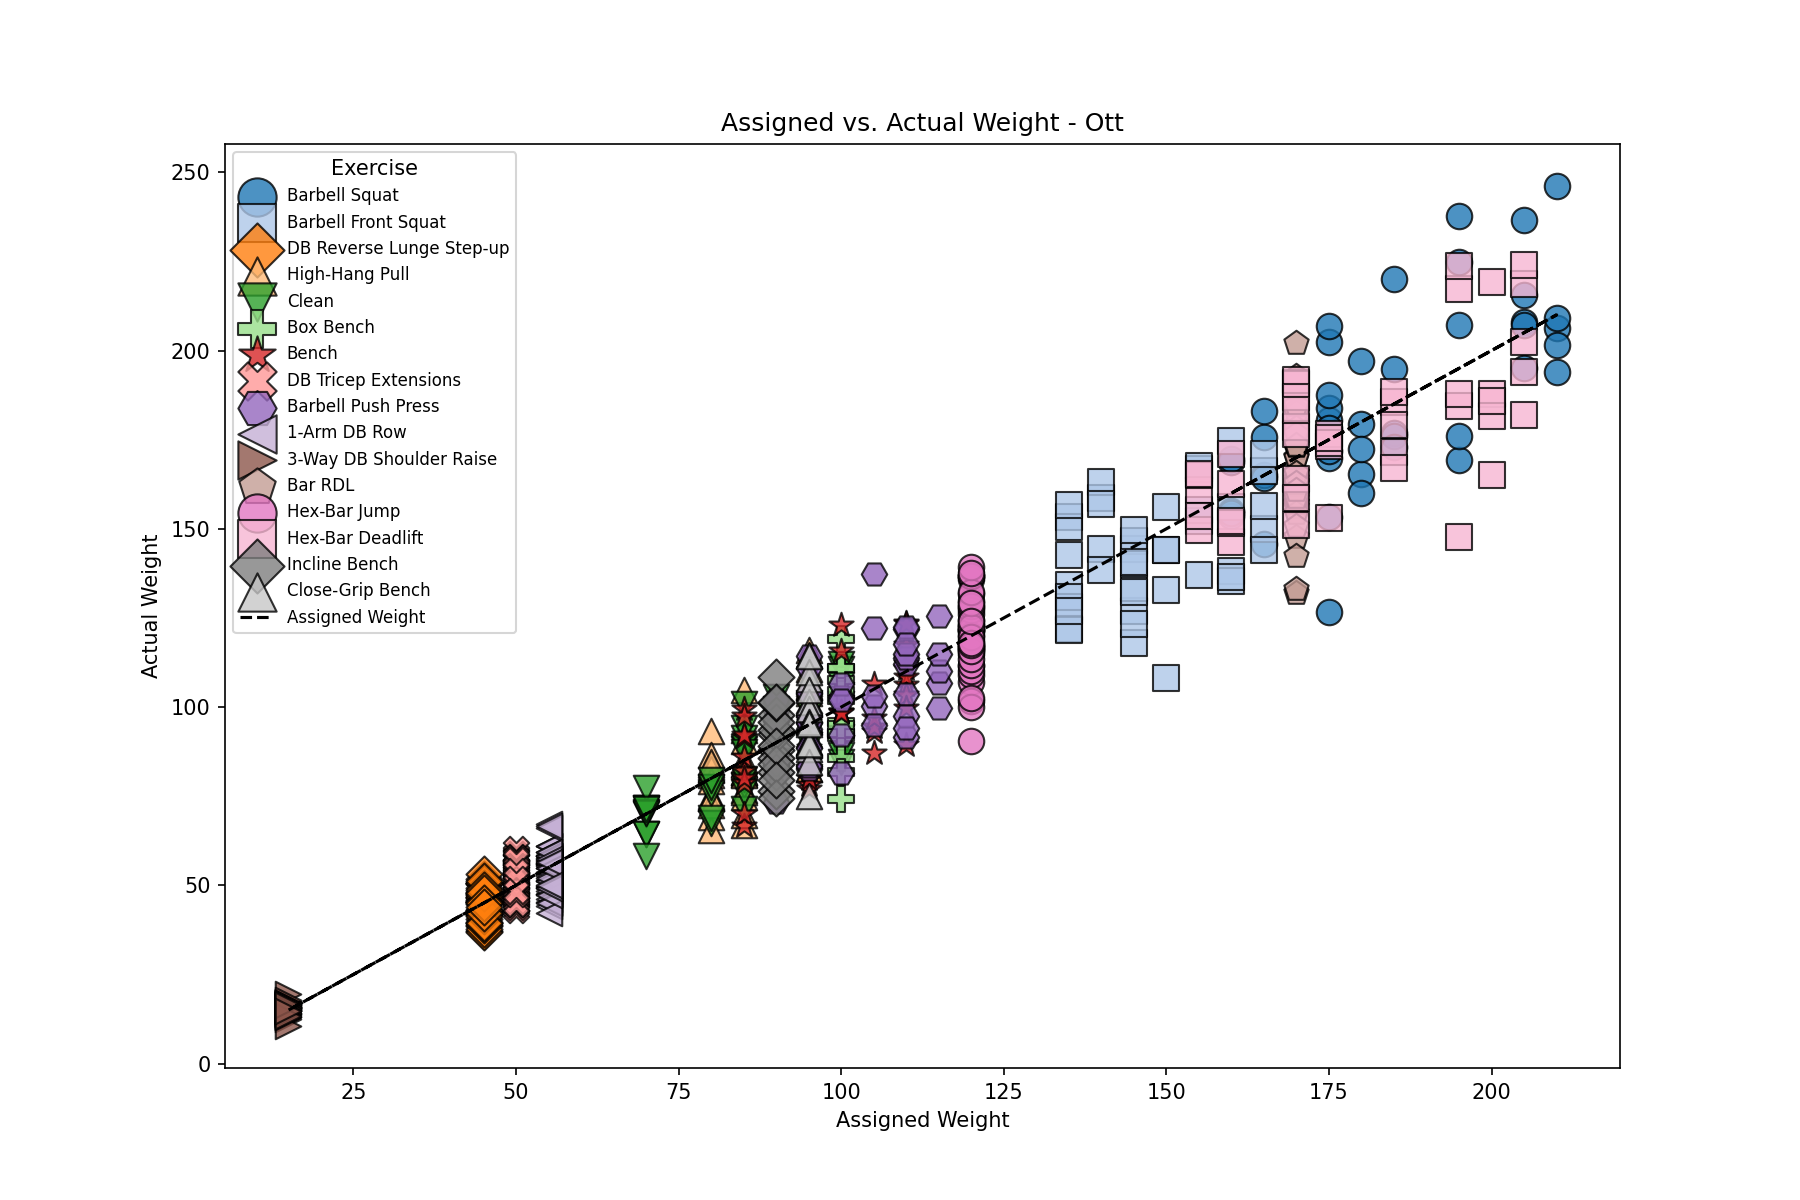 Assigned vs. Actual Weight - Ott
Exercise
Barbell Squat
Barbell Front Squat
DB Reverse Lunge Step-up
High-Hang Pull
Clean
Box Bench
Bench
DB Tricep Extensions
Barbell Push Press
1-Arm DB Row
3-Way DB Shoulder Raise
Bar RDL
Hex-Bar Jump
Hex-Bar Deadlift
Incline Bench
Close-Grip Bench
Assigned Weight
Actual Weight
250
200
150
100
50
0
25 50 75 100 125 150 175 200
Assigned Weight